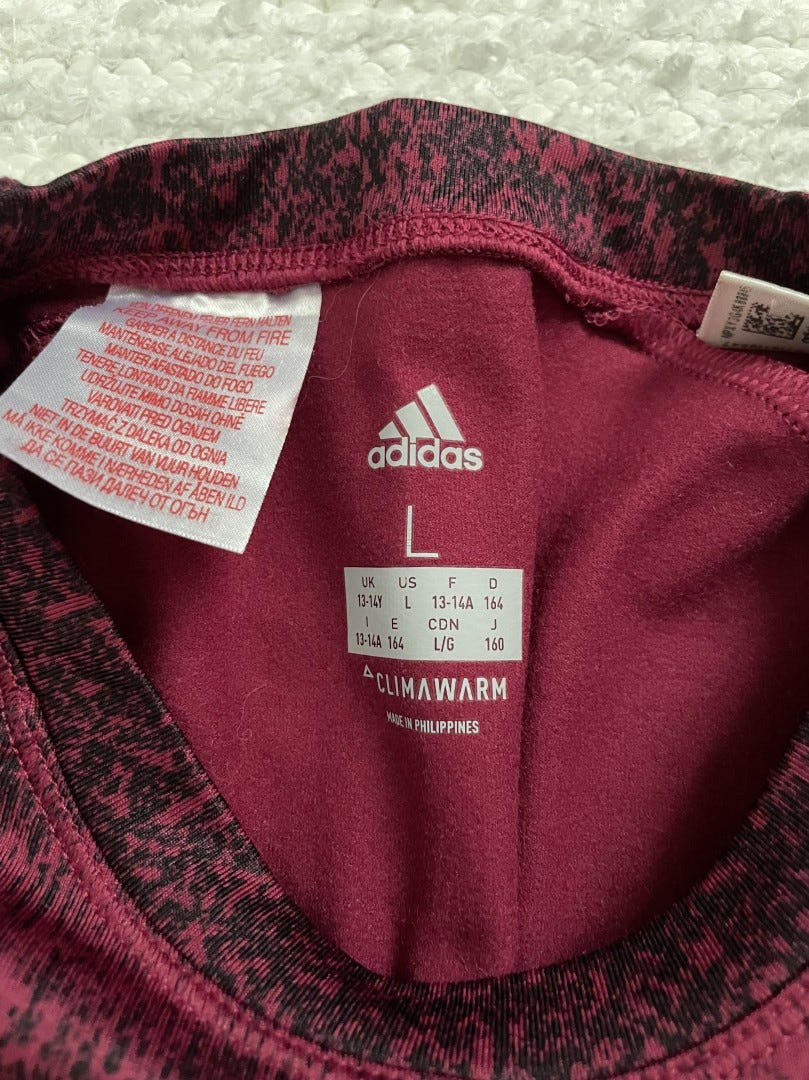 KEEP AWAY FROM FIRE
GARDER A DISTANCE DU FEU
MANTENGASE ALEJADO DEL FUEGO
MANTER AFASTADO DO FOGO
TENERE LONTANO DA FIAMME LIBERE
UDRŽUJTE MIMO DOSAH OHNĚ
VAROVAT PRED OGNJEM
TRZYMAĆ Z DALEKA OD OGNIA
NIET IN DE BUURT VAN VUUR HOUDEN
MÅ IKKE KOMME I NÆRHEDEN AF ÅBEN ILD
ДА СЕ ПАЗИ ДАЛЕЧ ОТ ОГЪН
adidas
L
UK US F D
13-14Y L 13-14A 164
I E CDN J
13-14A 164 L/G 160
CLIMAWARM
MADE IN PHILIPPINES